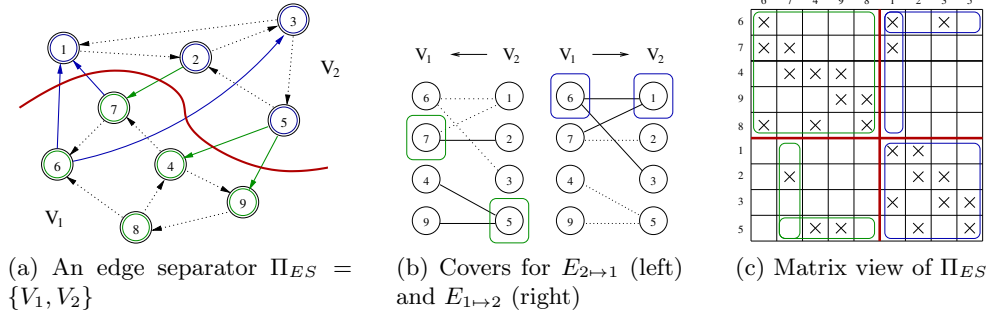 6 7 4 9 8 1 2 3 5
3
1
2
V₂
7
5
6
4
9
V₁
8
V₁ V₂ V₁ V₂
6 1 6 1
7 2 7 2
4 3 4 3
9 5 9 5
6 × × ×
7 × × ×
4 × × ×
9 × ×
8 × × ×
1 × ×
2 × × ×
3 × × ×
5 × × × ×
(a) An edge separator Π_ES = {V₁, V₂}
(b) Covers for E₂↦₁ (left) and E₁↦₂ (right)
(c) Matrix view of Π_ES